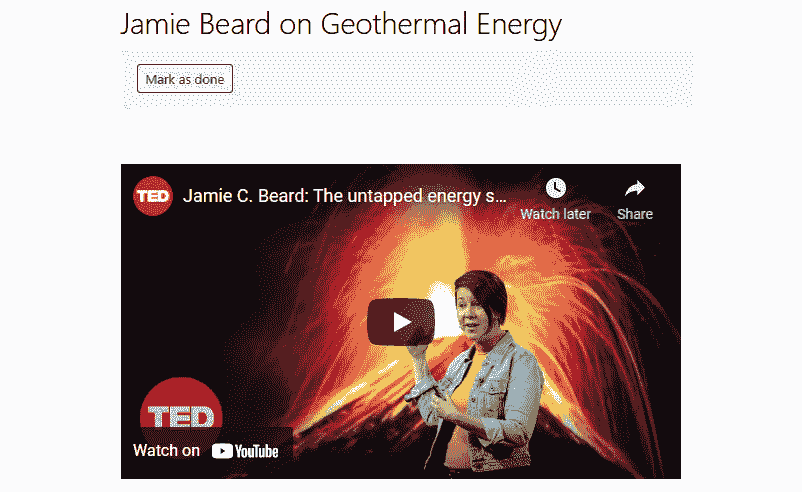 Jamie Beard on Geothermal Energy
Mark as done
TED
Jamie C. Beard: The untapped energy s...
Watch later
Share
TED
Watch on YouTube